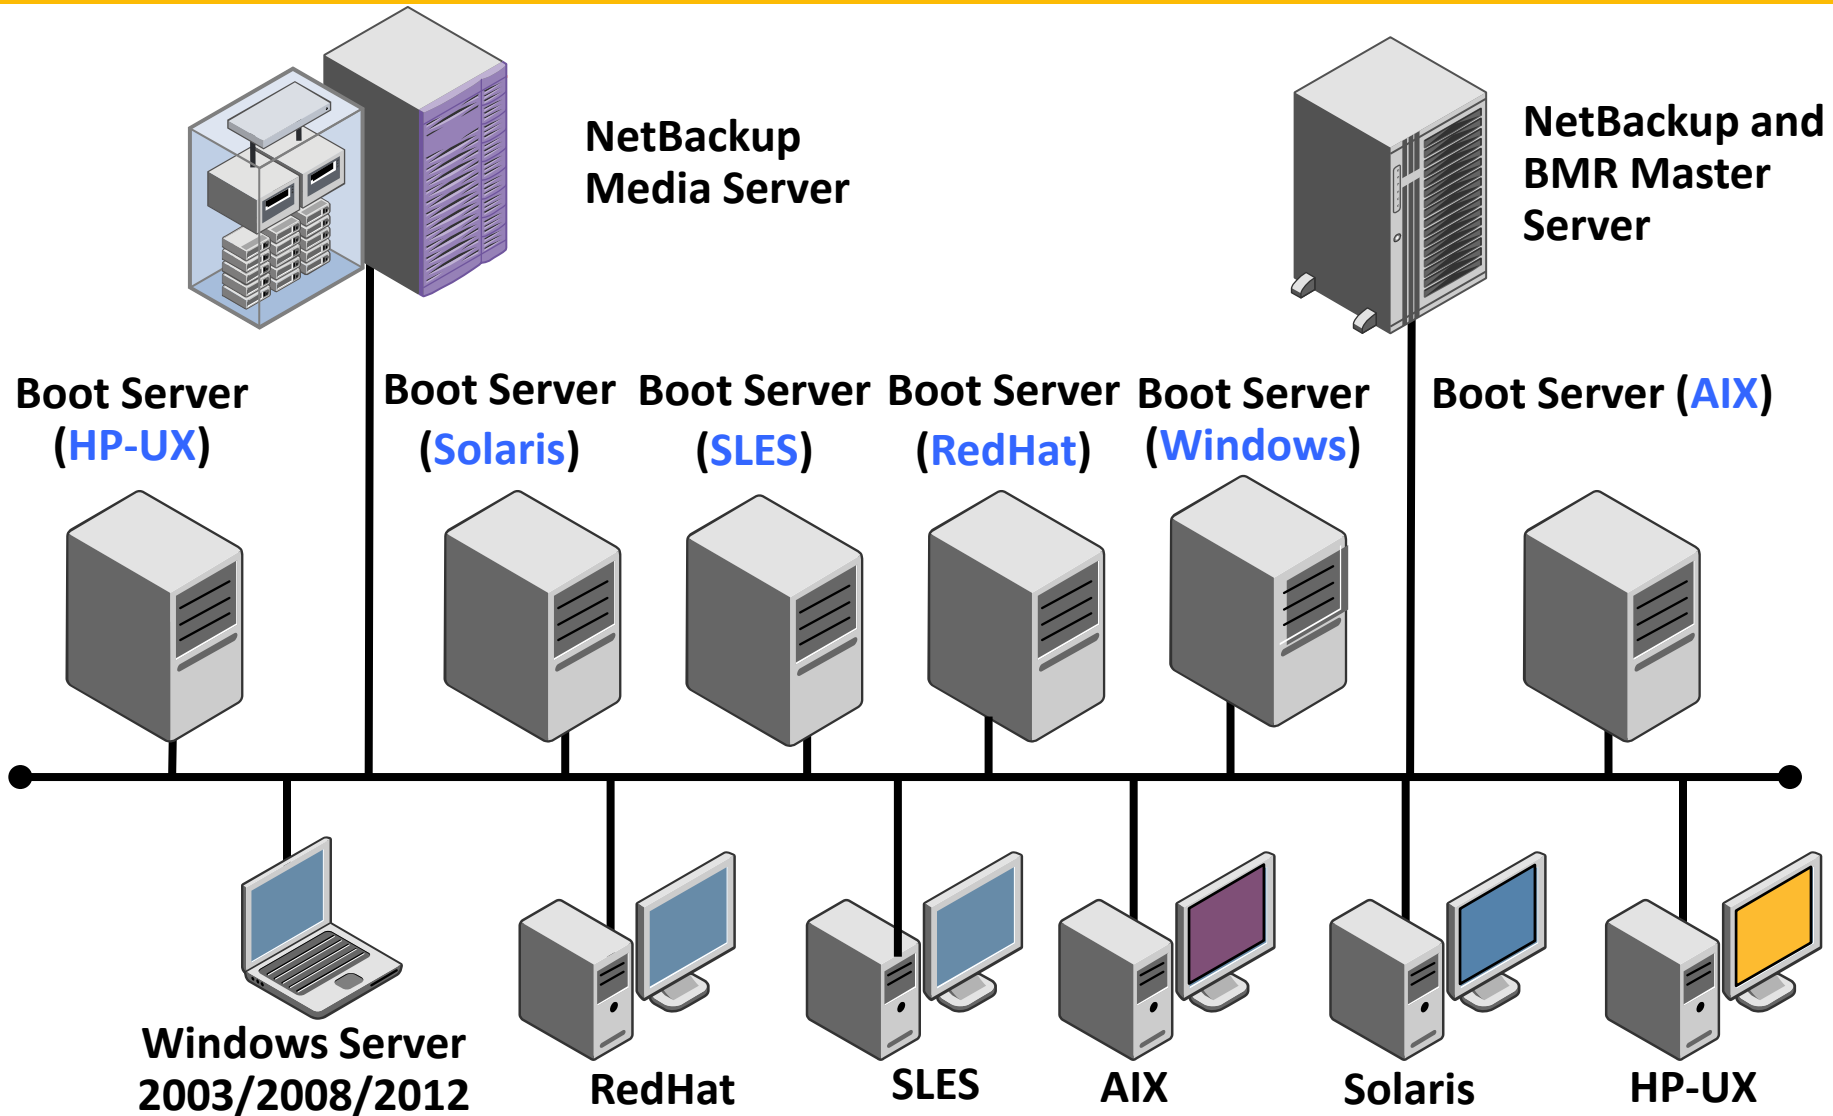 NetBackup
Media Server
NetBackup and
BMR Master
Server
Boot Server
(HP-UX)
Boot Server
(Solaris)
Boot Server
(SLES)
Boot Server
(RedHat)
Boot Server
(Windows)
Boot Server (AIX)
Windows Server
2003/2008/2012
RedHat
SLES
AIX
Solaris
HP-UX